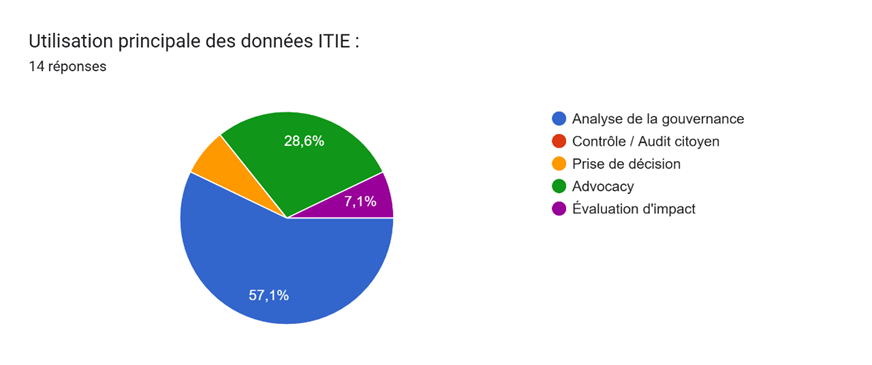 Utilisation principale des données ITIE :
14 réponses
28,6%
7,1%
57,1%
Analyse de la gouvernance
Contrôle / Audit citoyen
Prise de décision
Advocacy
Évaluation d'impact